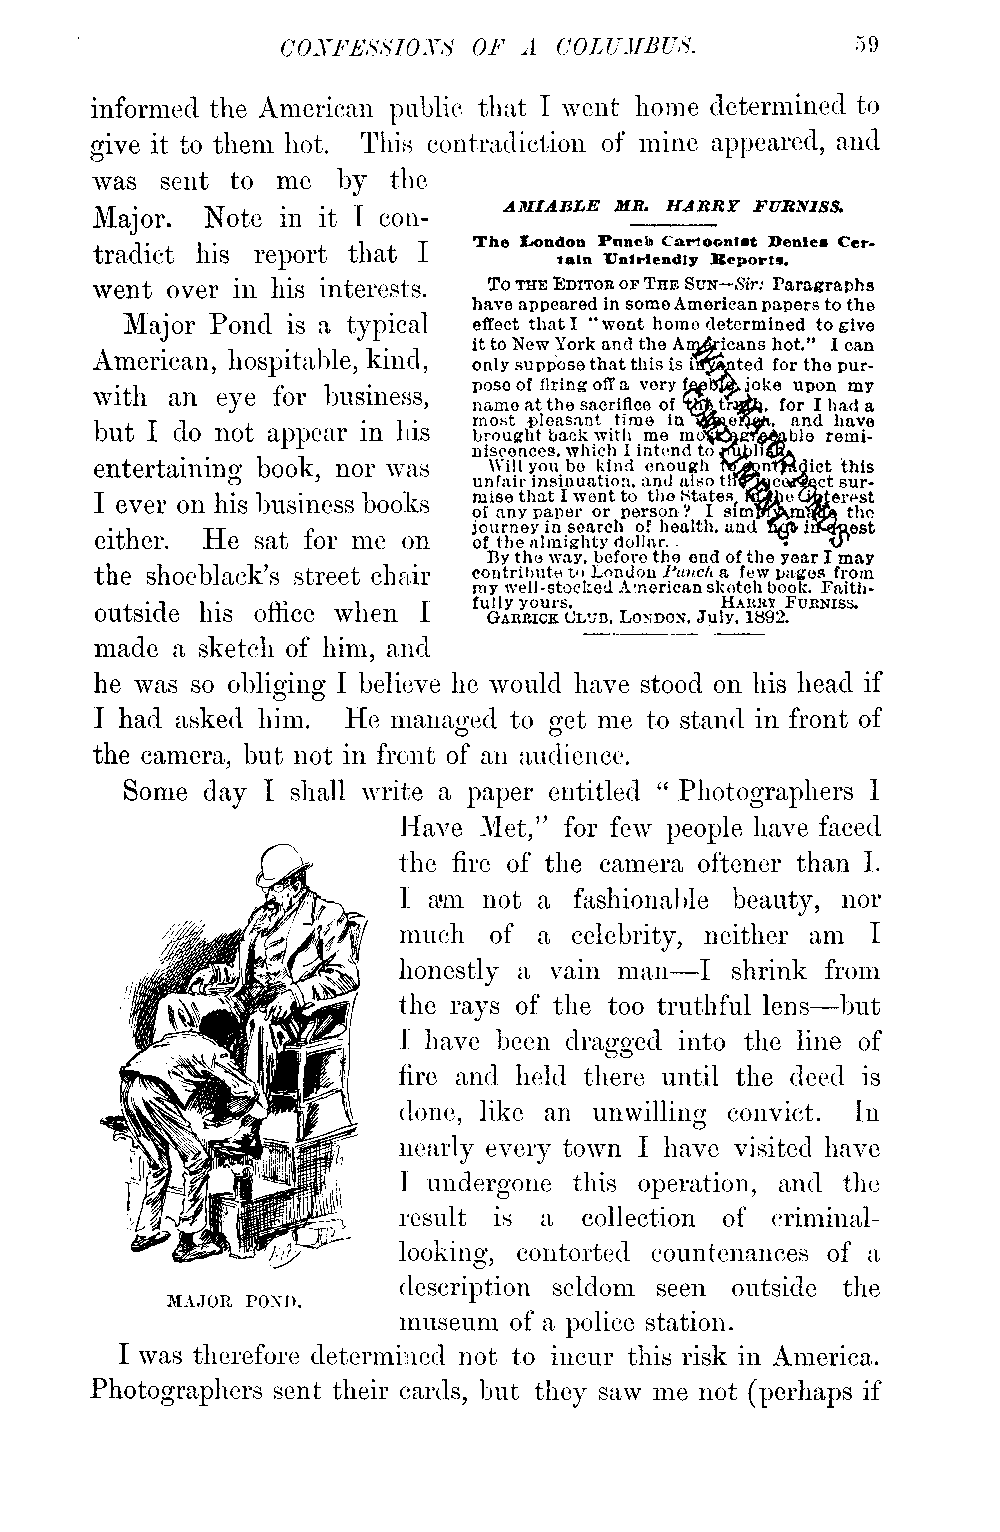 CONFESSIONS OF A COLUMBUS. 59
informed the American public that I went home determined to
give it to them hot. This contradiction of mine appeared, and
was sent to me by the
Major. Note in it I con-
tradict his report that I
went over in his interests.
Major Pond is a typical
American, hospitable, kind,
with an eye for business,
but I do not appear in his
entertaining book, nor was
I ever on his business books
either. He sat for me on
the shoeblack's street chair
outside his office when I
made a sketch of him, and
AMIABLE MR. HARRY FURNISS.
The London Punch Cartoonist Denies Cer-
tain Unfriendly Reports.
TO THE EDITOR OF THE SUN—Sir: Paragraphs
have appeared in some American papers to the
effect that I "went home determined to give
it to New York and the Americans hot." I can
only suppose that this is invented for the pur-
pose of firing off a very feeble joke upon my
name at the sacrifice of the truth, for I had a
most pleasant time in America, and have
brought back with me most agreeable remi-
niscences, which I intend to publish.
Will you be kind enough to contradict this
unfair insinuation, and also the incorrect sur-
mise that I went to the States in the interest
of any paper or person? I simply made the
journey in search of health, and not in quest
of the almighty dollar.
By the way, before the end of the year I may
contribute to London Punch a few pages from
my well-stocked American sketch book. Faith-
fully yours, HARRY FURNISS.
GARRICK CLUB, LONDON, July, 1892.
WITH MAJOR POND'S
COMPLIMENTS.
he was so obliging I believe he would have stood on his head if
I had asked him. He managed to get me to stand in front of
the camera, but not in front of an audience.
Some day I shall write a paper entitled "Photographers I
Have Met," for few people have faced
the fire of the camera oftener than I.
I am not a fashionable beauty, nor
much of a celebrity, neither am I
honestly a vain man—I shrink from
the rays of the too truthful lens—but
I have been dragged into the line of
fire and held there until the deed is
done, like an unwilling convict. In
nearly every town I have visited have
I undergone this operation, and the
result is a collection of criminal-
looking, contorted countenances of a
description seldom seen outside the
museum of a police station.
MAJOR POND.
I was therefore determined not to incur this risk in America.
Photographers sent their cards, but they saw me not (perhaps if